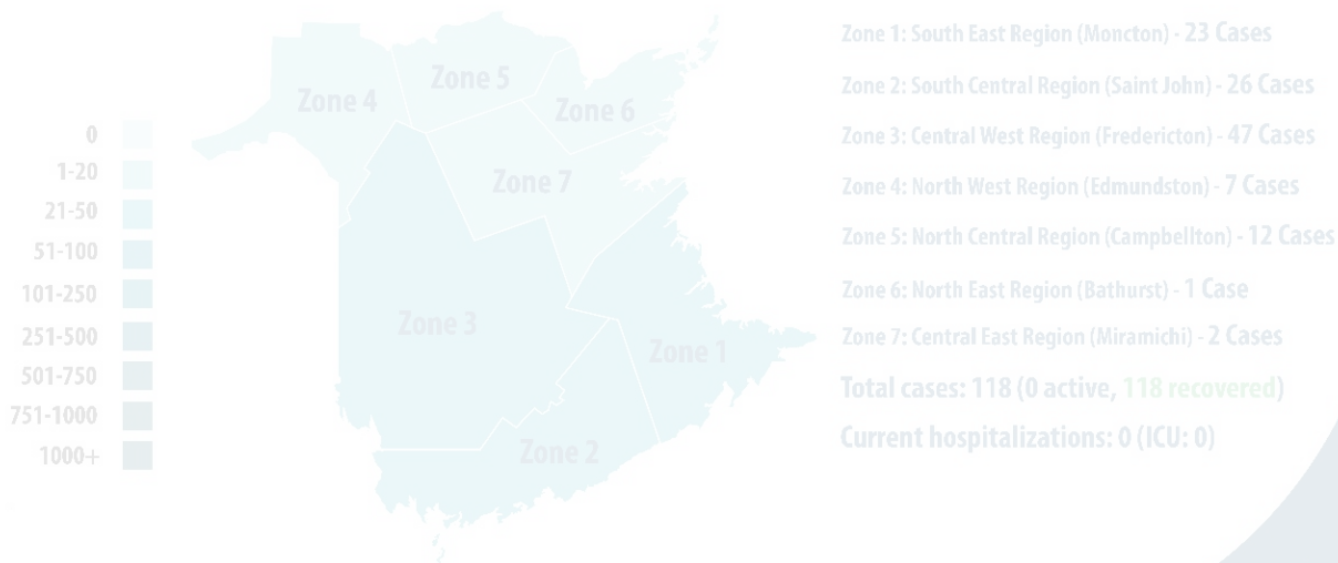 0
1-20
21-50
51-100
101-250
251-500
501-750
751-1000
1000+
Zone 4
Zone 5
Zone 6
Zone 7
Zone 3
Zone 1
Zone 2
Zone 1: South East Region (Moncton) - 23 Cases
Zone 2: South Central Region (Saint John) - 26 Cases
Zone 3: Central West Region (Fredericton) - 47 Cases
Zone 4: North West Region (Edmundston) - 7 Cases
Zone 5: North Central Region (Campbellton) - 12 Cases
Zone 6: North East Region (Bathurst) - 1 Case
Zone 7: Central East Region (Miramichi) - 2 Cases
Total cases: 118 (0 active, 118 recovered)
Current hospitalizations: 0 (ICU: 0)